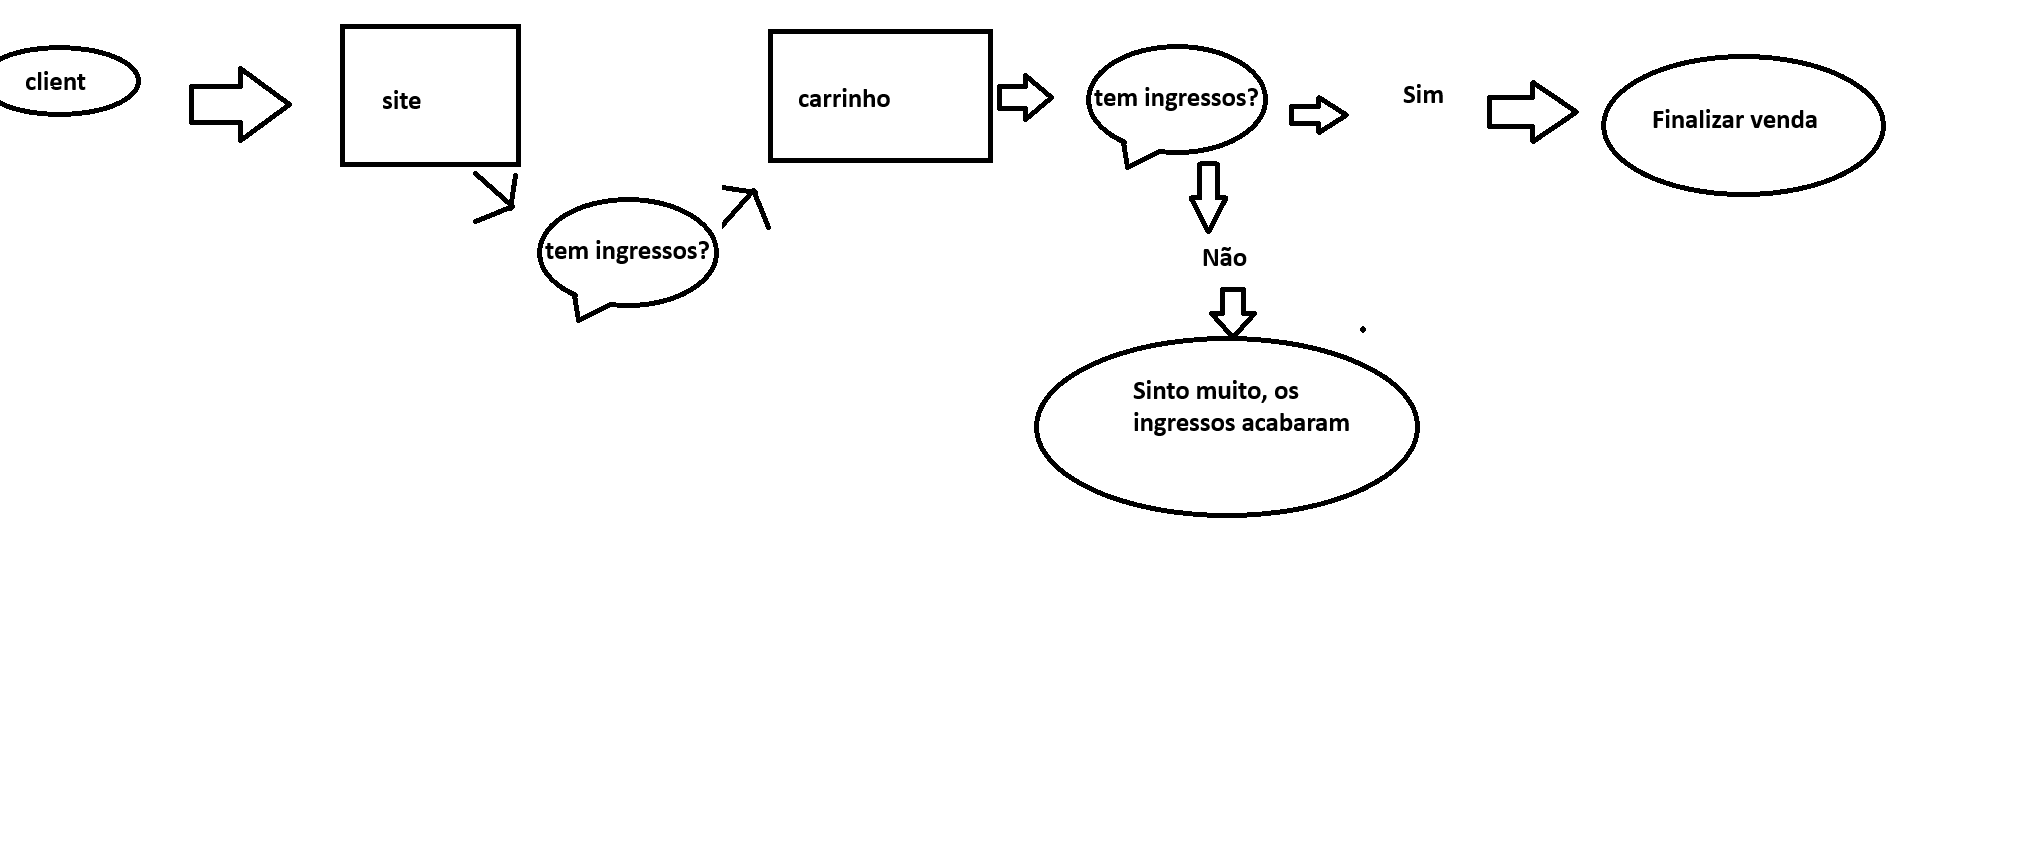 client
site
tem ingressos?
carrinho
tem ingressos?
Sim
Finalizar venda
Não
Sinto muito, os
ingressos acabaram